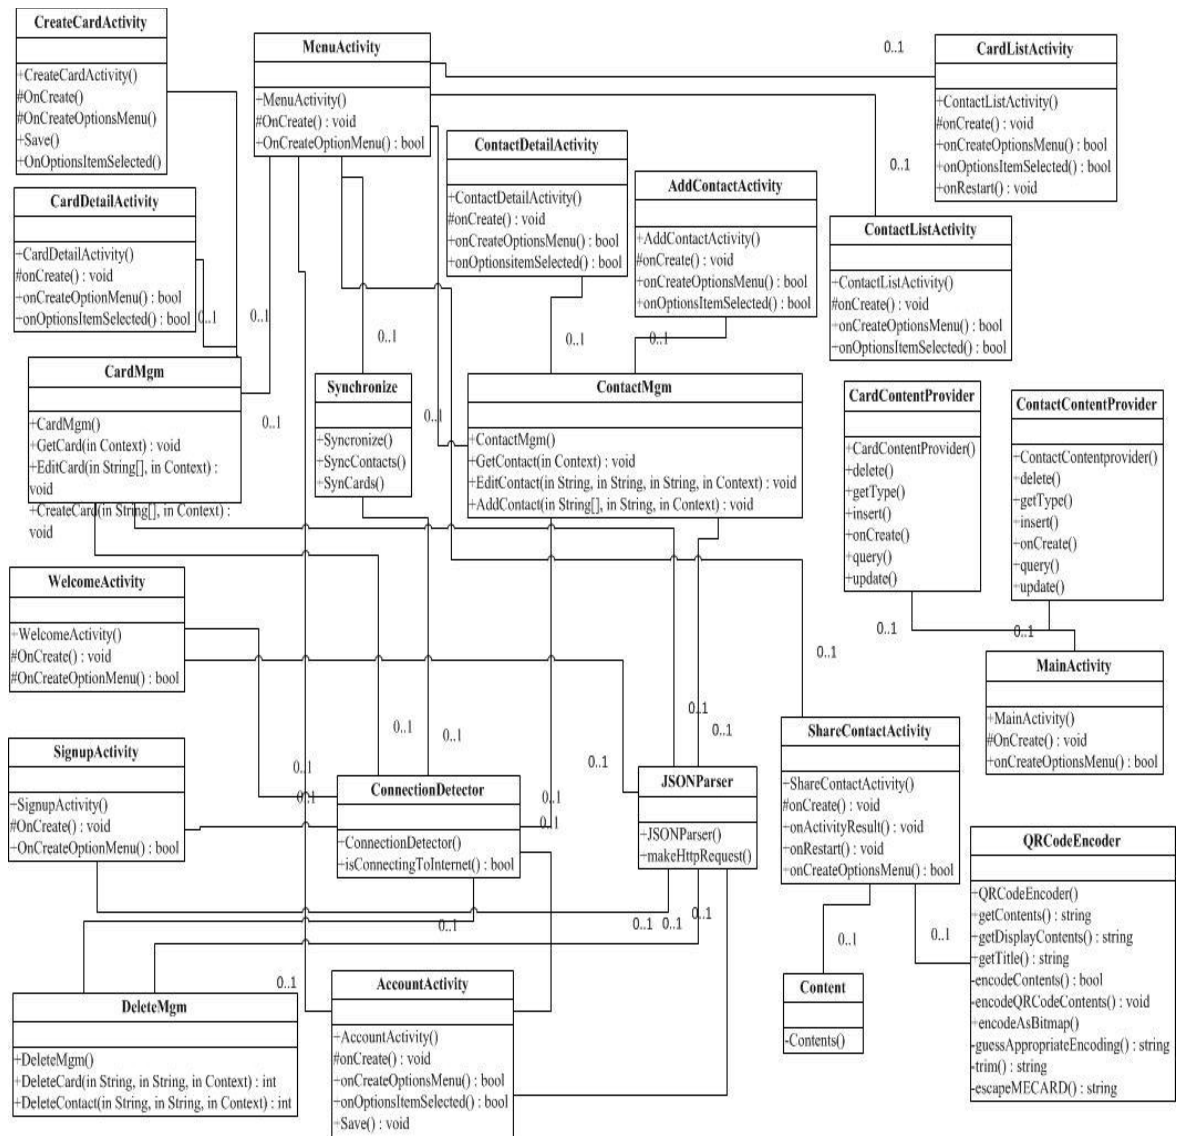 CreateCardActivity
+CreateCardActivity()
#OnCreate()
#OnCreateOptionsMenu()
+Save()
+OnOptionsItemSelected()
MenuActivity
+MenuActivity()
#OnCreate() : void
+OnCreateOptionMenu() : bool
0..1
CardListActivity
+ContactListActivity()
#onCreate() : void
+onCreateOptionsMenu() : bool
+onOptionsItemSelected() : bool
+onRestart() : void
ContactDetailActivity
+ContactDetailActivity()
#onCreate() : void
+onCreateOptionsMenu() : bool
+onOptionsitemSelected() : bool
AddContactActivity
+AddContactActivity()
#onCreate() : void
+onCreateOptionsMenu() : bool
+onOptionsItemSelected() : bool
0..1
ContactListActivity
+ContactListActivity()
#onCreate() : void
+onCreateOptionsMenu() : bool
+onOptionsItemSelected() : bool
CardDetailActivity
+CardDetailActivity()
#onCreate() : void
+onCreateOptionMenu() : bool
+onOptionsItemSelected() : bool
0..1
0..1
0..1
0..1
0..1
CardMgm
+CardMgm()
+GetCard(in Context) : void
+EditCard(in String[], in Context) :
void
+CreateCard(in String[], in Context) :
void
0..1
Synchronize
+Syncronize()
+SyncContacts()
+SynCards()
0..1
ContactMgm
+ContactMgm()
+GetContact(in Context) : void
+EditContact(in String, in String, in String, in Context) : void
+AddContact(in String[], in String, in Context) : void
CardContentProvider
+CardContentProvider()
+delete()
+getType()
+insert()
+onCreate()
+query()
+update()
ContactContentProvider
+ContactContentprovider()
+delete()
+getType()
+insert()
+onCreate()
+query()
+update()
0..1
0..1
WelcomeActivity
+WelcomeActivity()
#OnCreate() : void
#OnCreateOptionMenu() : bool
0..1
MainActivity
+MainActivity()
#OnCreate() : void
+onCreateOptionsMenu() : bool
0..1
0..1
0..1
0..1
SignupActivity
+SignupActivity()
#OnCreate() : void
+OnCreateOptionMenu() : bool
0..1
0..1
0..1
ConnectionDetector
+ConnectionDetector()
+isConnectingToInternet() : bool
0..1
0..1
JSONParser
+JSONParser()
+makeHttpRequest()
ShareContactActivity
+ShareContactActivity()
#onCreate() : void
+onActivityResult() : void
+onRestart() : void
+onCreateOptionsMenu() : bool
QRCodeEncoder
+QRCodeEncoder()
+getContents() : string
+getDisplayContents() : string
+getTitle() : string
-encodeContents() : bool
-encodeQRCodeContents() : void
+encodeAsBitmap()
-guessAppropriateEncoding() : string
-trim() : string
-escapeMECARD() : string
0..1
0..1
0..1
0..1
0..1
0..1
0..1
DeleteMgm
+DeleteMgm()
+DeleteCard(in String, in String, in Context) : int
+DeleteContact(in String, in String, in Context) : int
AccountActivity
+AccountActivity()
#onCreate() : void
+onCreateOptionsMenu() : bool
+onOptionsItemSelected() : bool
+Save() : void
Content
-Contents()